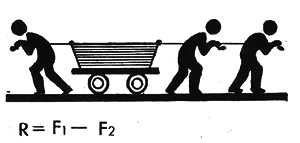 R = F1 — F2